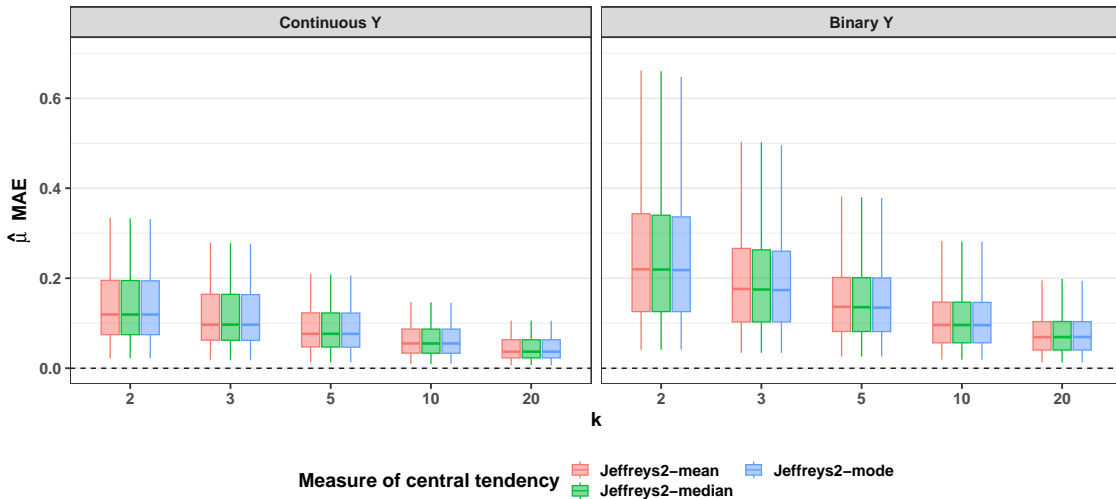 Continuous Y
Binary Y
0.6
0.4
0.2
0.0
μ̂ MAE
2 3 5 10 20
2 3 5 10 20
k
Measure of central tendency
Jeffreys2−mean
Jeffreys2−median
Jeffreys2−mode